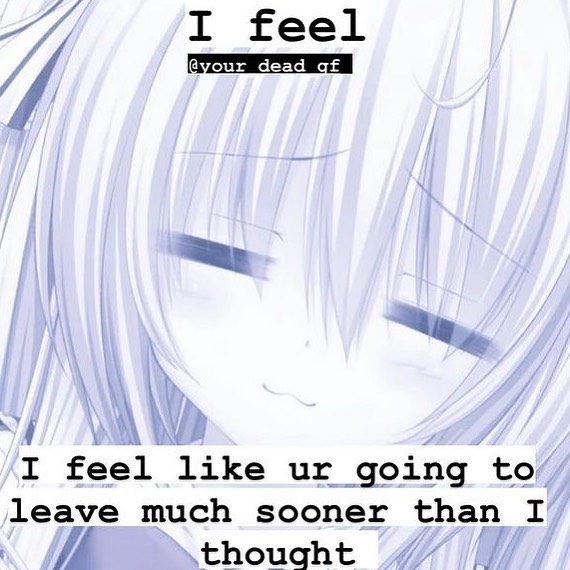 I feel
@your dead gf
I feel like ur going to
leave much sooner than I
thought